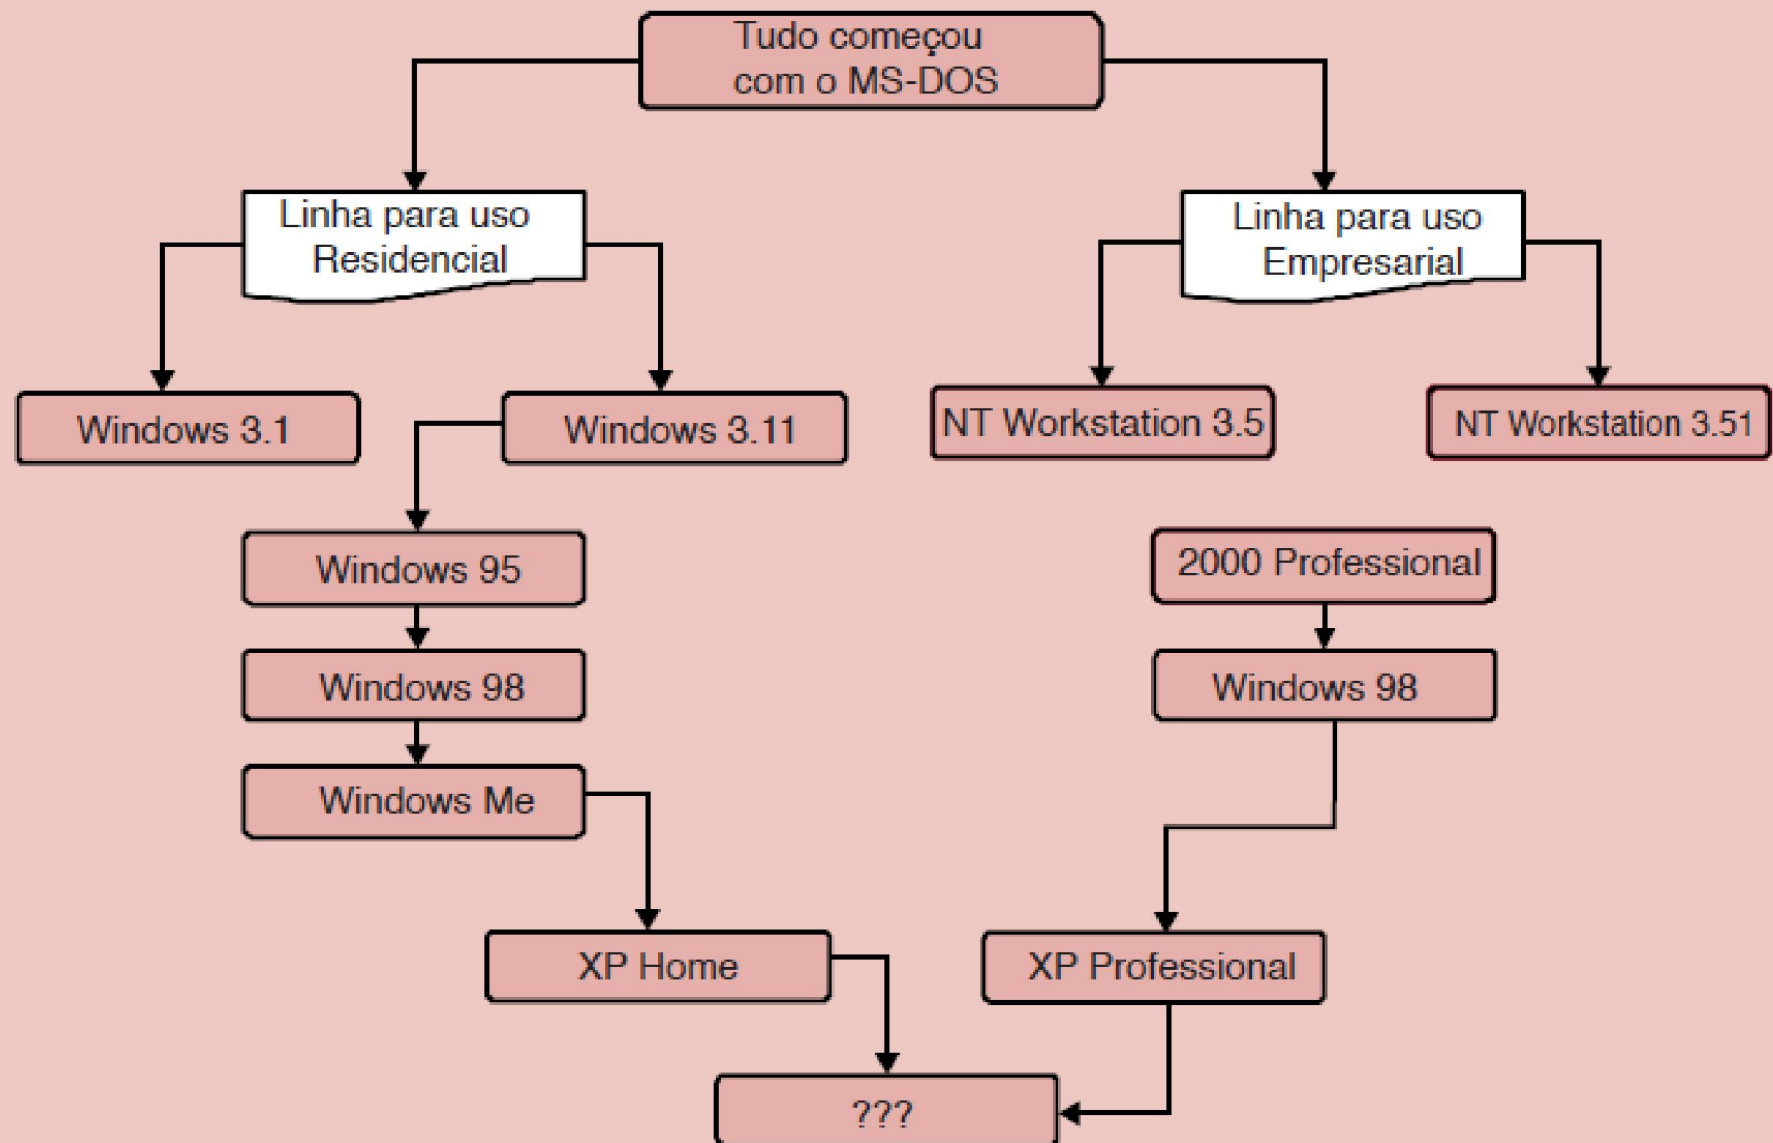 Tudo começou
com o MS-DOS
Linha para uso
Residencial
Linha para uso
Empresarial
Windows 3.1
Windows 3.11
NT Workstation 3.5
NT Workstation 3.51
Windows 95
2000 Professional
Windows 98
Windows 98
Windows Me
XP Home
XP Professional
???